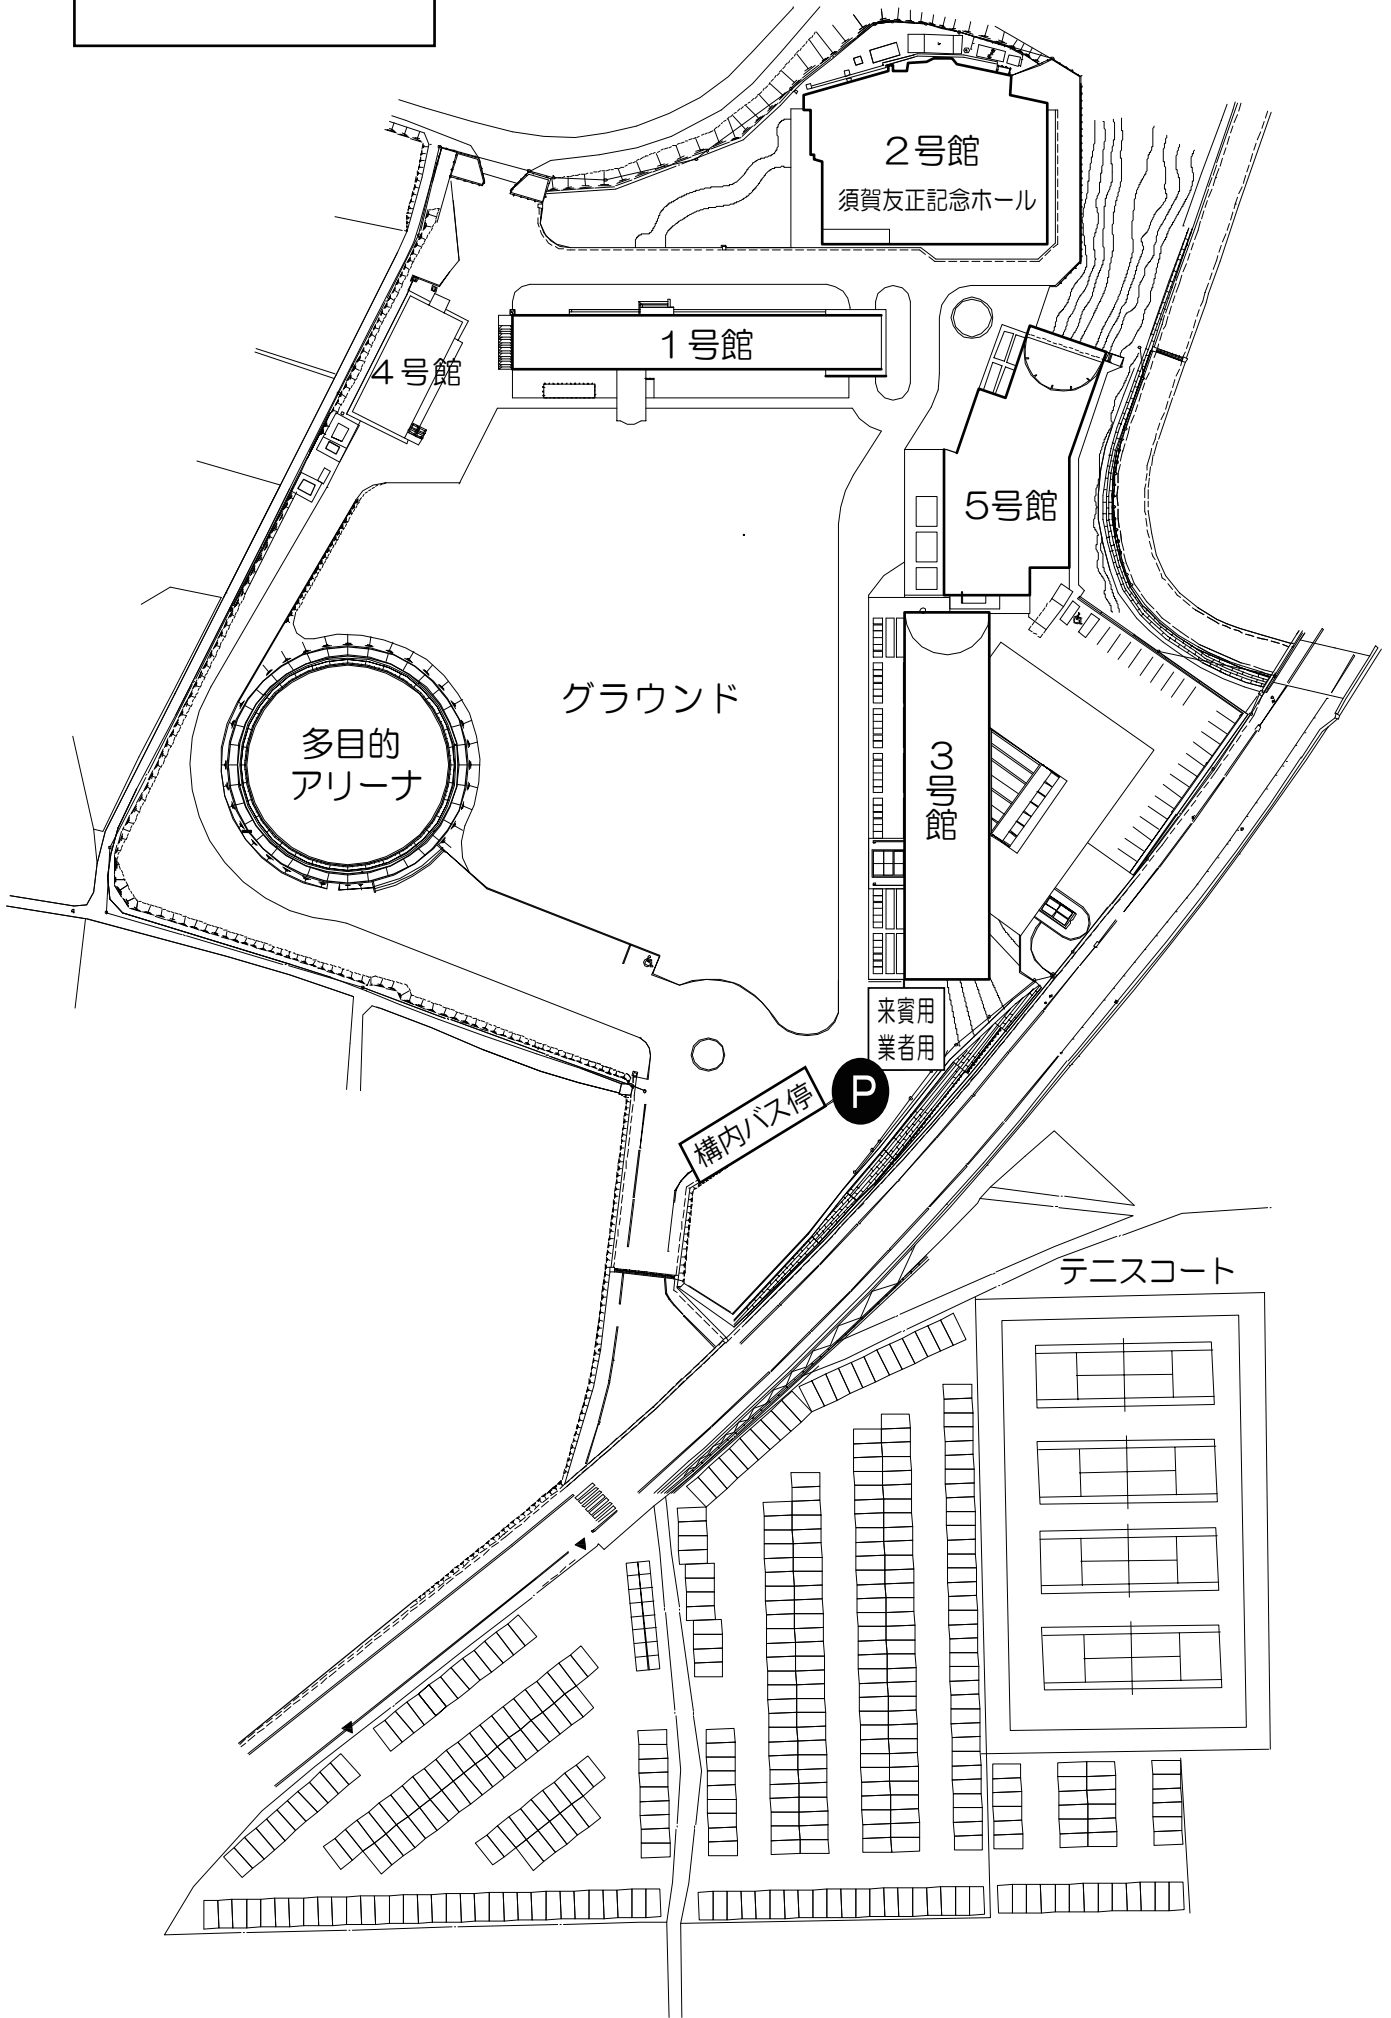 ２号館
須賀友正記念ホール
１号館
４号館
５号館
グラウンド
多目的
アリーナ
３号館
来賓用
業者用
P
構内バス停
テニスコート